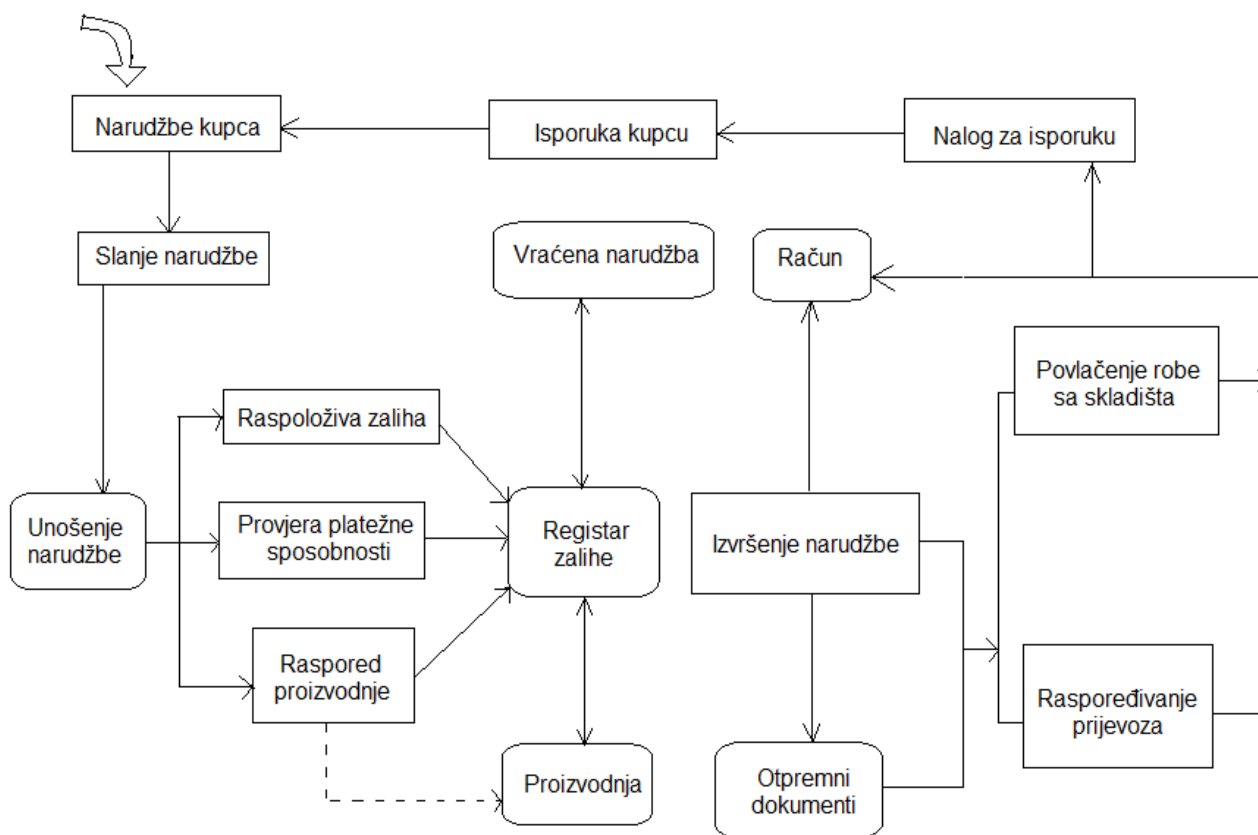 Narudžbe kupca
Isporuka kupcu
Nalog za isporuku
Slanje narudžbe
Vraćena narudžba
Račun
Povlačenje robe
sa skladišta
Raspoloživa zaliha
Unošenje
narudžbe
Provjera platežne
sposobnosti
Registar
zalihe
Izvršenje narudžbe
Raspored
proizvodnje
Raspoređivanje
prijevoza
Proizvodnja
Otpremni
dokumenti